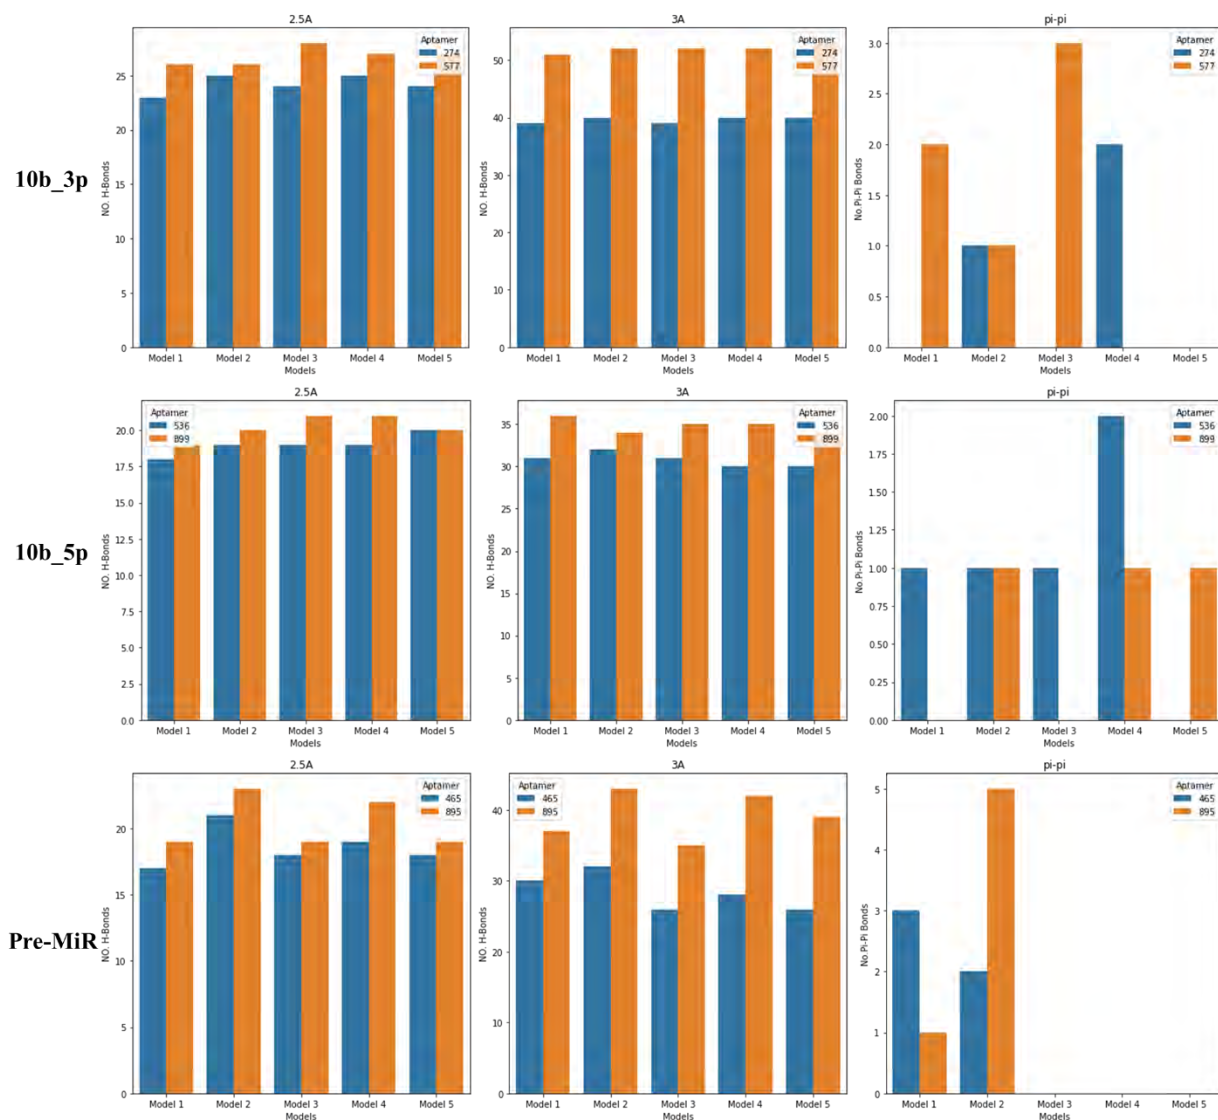 10b_3p
2.5A
NO. H-Bonds
25
20
15
10
5
0
Aptamer
274
577
Model 1 Model 2 Model 3 Model 4 Model 5
Models
3A
NO. H-Bonds
50
40
30
20
10
0
Aptamer
274
577
Model 1 Model 2 Model 3 Model 4 Model 5
Models
pi-pi
No.Pi-Pi Bonds
3.0
2.5
2.0
1.5
1.0
0.5
0.0
Aptamer
274
577
Model 1 Model 2 Model 3 Model 4 Model 5
Models
10b_5p
2.5A
NO. H-Bonds
20.0
17.5
15.0
12.5
10.0
7.5
5.0
2.5
0.0
Aptamer
536
899
Model 1 Model 2 Model 3 Model 4 Model 5
Models
3A
NO. H-Bonds
35
30
25
20
15
10
5
0
Aptamer
536
899
Model 1 Model 2 Model 3 Model 4 Model 5
Models
pi-pi
No.Pi-Pi Bonds
2.00
1.75
1.50
1.25
1.00
0.75
0.50
0.25
0.00
Aptamer
536
899
Model 1 Model 2 Model 3 Model 4 Model 5
Models
Pre-MiR
2.5A
NO. H-Bonds
20
15
10
5
0
Aptamer
465
895
Model 1 Model 2 Model 3 Model 4 Model 5
Models
3A
NO. H-Bonds
40
30
20
10
0
Aptamer
465
895
Model 1 Model 2 Model 3 Model 4 Model 5
Models
pi-pi
No.Pi-Pi Bonds
5
4
3
2
1
0
Aptamer
465
895
Model 1 Model 2 Model 3 Model 4 Model 5
Models